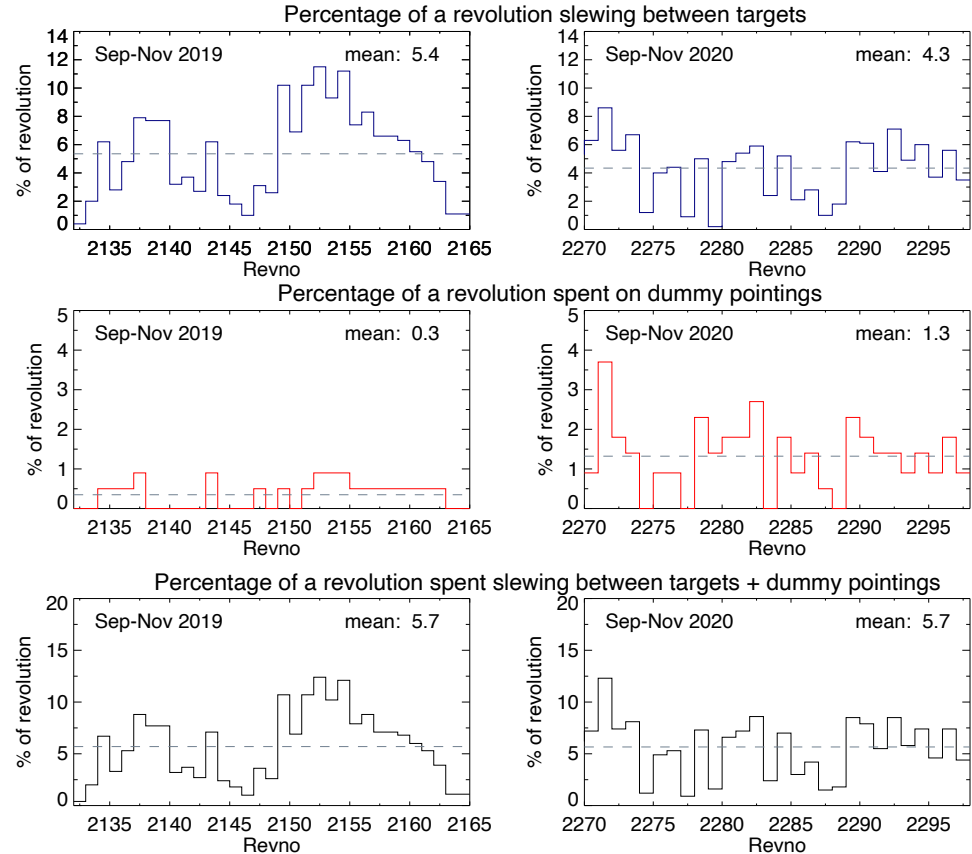 Percentage of a revolution slewing between targets
Sep-Nov 2019 mean: 5.4
14
12
10
8
6
4
2
0
% of revolution
2135 2140 2145 2150 2155 2160 2165
Revno
Sep-Nov 2020 mean: 4.3
14
12
10
8
6
4
2
0
% of revolution
2270 2275 2280 2285 2290 2295
Revno
Percentage of a revolution spent on dummy pointings
Sep-Nov 2019 mean: 0.3
5
4
3
2
1
0
% of revolution
2135 2140 2145 2150 2155 2160 2165
Revno
Sep-Nov 2020 mean: 1.3
5
4
3
2
1
0
% of revolution
2270 2275 2280 2285 2290 2295
Revno
Percentage of a revolution spent slewing between targets + dummy pointings
Sep-Nov 2019 mean: 5.7
20
15
10
5
0
% of revolution
2135 2140 2145 2150 2155 2160 2165
Revno
Sep-Nov 2020 mean: 5.7
20
15
10
5
0
% of revolution
2270 2275 2280 2285 2290 2295
Revno